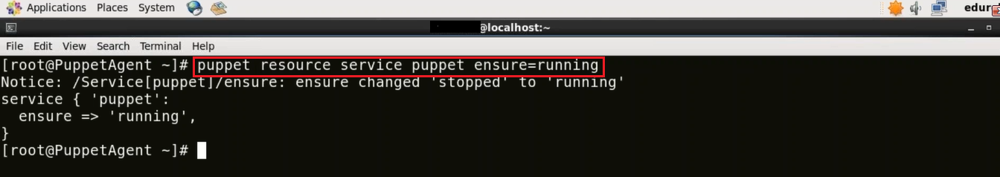 Applications Places System edur
@localhost:~
File Edit View Search Terminal Help
[root@PuppetAgent ~]# puppet resource service puppet ensure=running
Notice: /Service[puppet]/ensure: ensure changed 'stopped' to 'running'
service { 'puppet':
  ensure => 'running',
}
[root@PuppetAgent ~]#